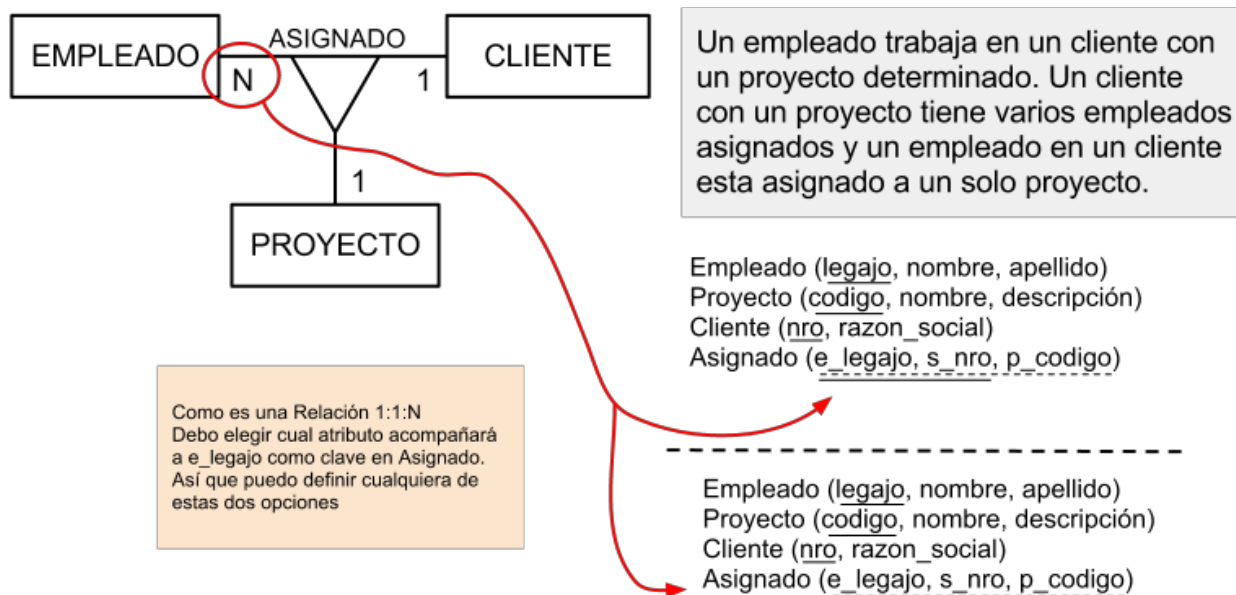 EMPLEADO
ASIGNADO
CLIENTE
N
1
1
PROYECTO
Un empleado trabaja en un cliente con
un proyecto determinado. Un cliente
con un proyecto tiene varios empleados
asignados y un empleado en un cliente
esta asignado a un solo proyecto.
Empleado (legajo, nombre, apellido)
Proyecto (codigo, nombre, descripción)
Cliente (nro, razon_social)
Asignado (e_legajo, s_nro, p_codigo)
Como es una Relación 1:1:N
Debo elegir cual atributo acompañará
a e_legajo como clave en Asignado.
Así que puedo definir cualquiera de
estas dos opciones
Empleado (legajo, nombre, apellido)
Proyecto (codigo, nombre, descripción)
Cliente (nro, razon_social)
Asignado (e_legajo, s_nro, p_codigo)